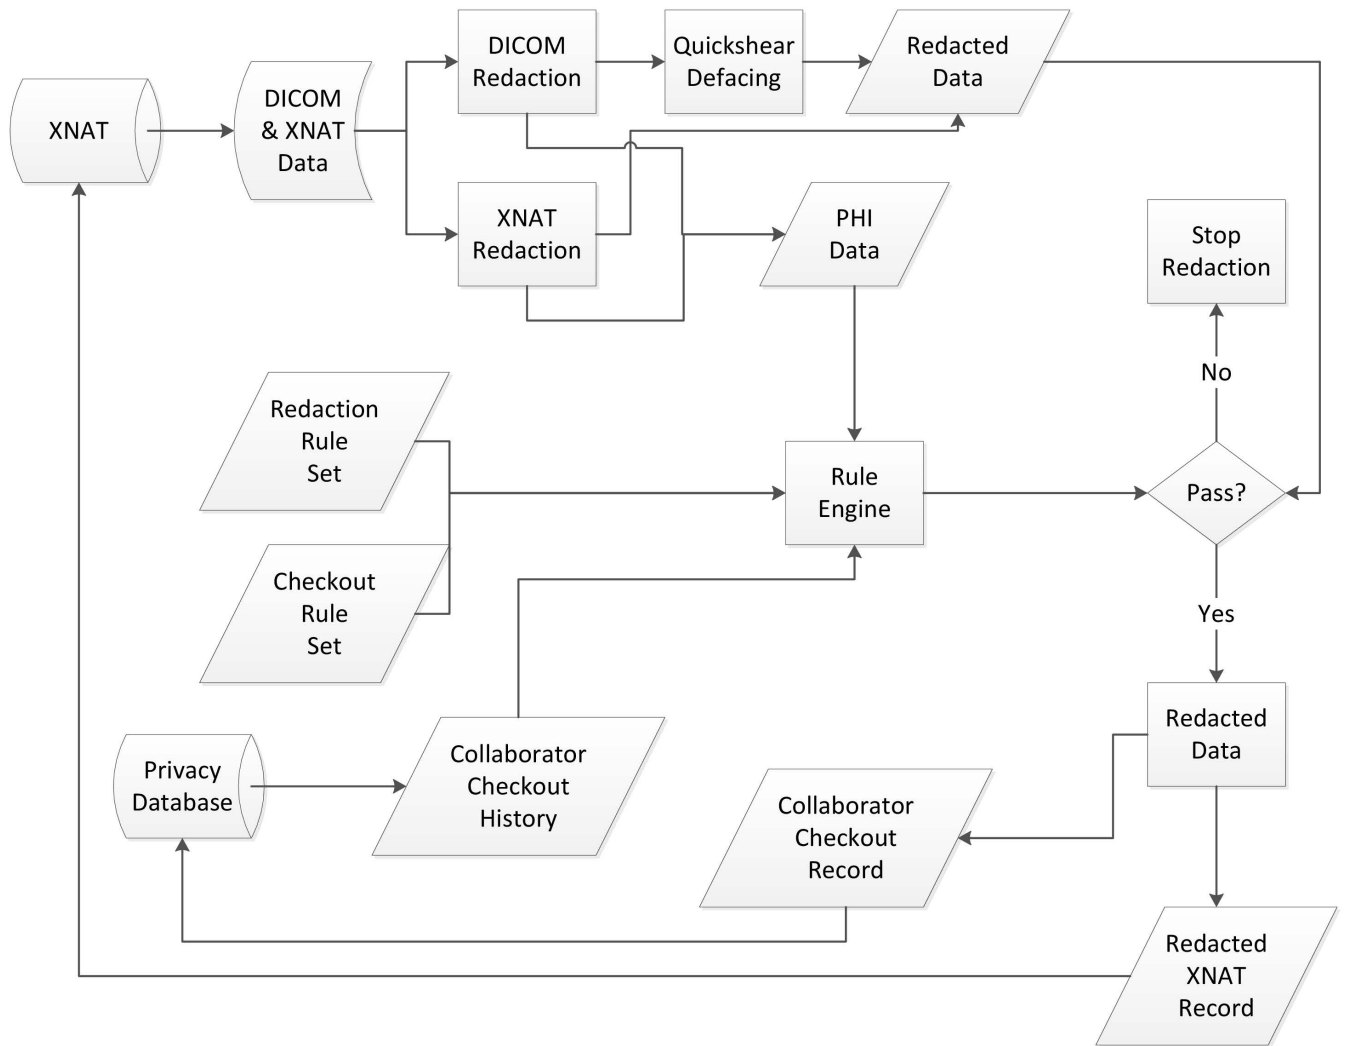 XNAT
DICOM
& XNAT
Data
DICOM
Redaction
Quickshear
Defacing
Redacted
Data
XNAT
Redaction
PHI
Data
Stop
Redaction
No
Redaction
Rule
Set
Rule
Engine
Pass?
Checkout
Rule
Set
Yes
Privacy
Database
Collaborator
Checkout
History
Collaborator
Checkout
Record
Redacted
Data
Redacted
XNAT
Record